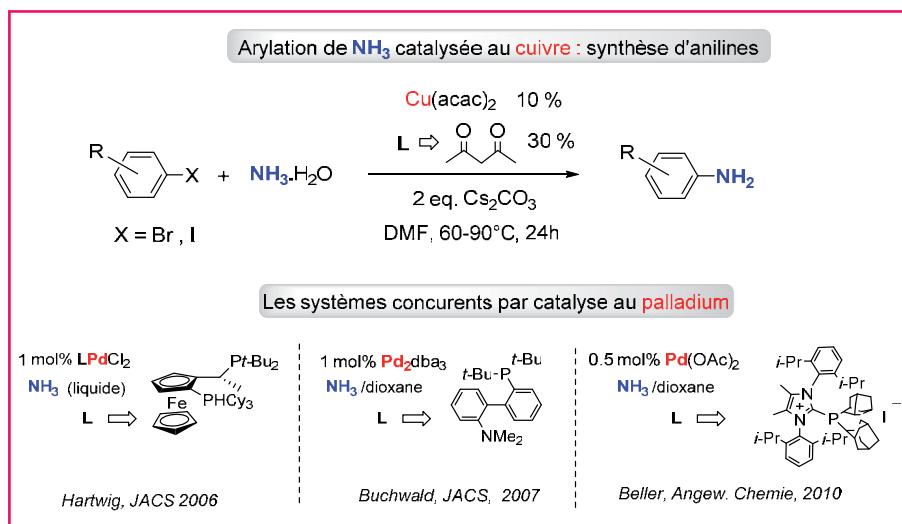 Arylation de NH3 catalysée au cuivre : synthèse d'anilines
Cu(acac)2 10 %
L ⇨ O O 30 %
R
X + NH3.H2O
2 eq. Cs2CO3
DMF, 60-90°C, 24h
X = Br , I
R
NH2
Les systèmes concurents par catalyse au palladium
1 mol% LPdCl2
NH3 (liquide)
L ⇨
Pt-Bu2
Fe
PHCy3
Hartwig, JACS 2006
1 mol% Pd2dba3
NH3/dioxane
L ⇨
t-Bu
t-Bu P
NMe2
Buchwald, JACS, 2007
0.5 mol% Pd(OAc)2
NH3/dioxane
L ⇨
i-Pr
i-Pr
N
+
N
P
I −
i-Pr
i-Pr
Beller, Angew. Chemie, 2010